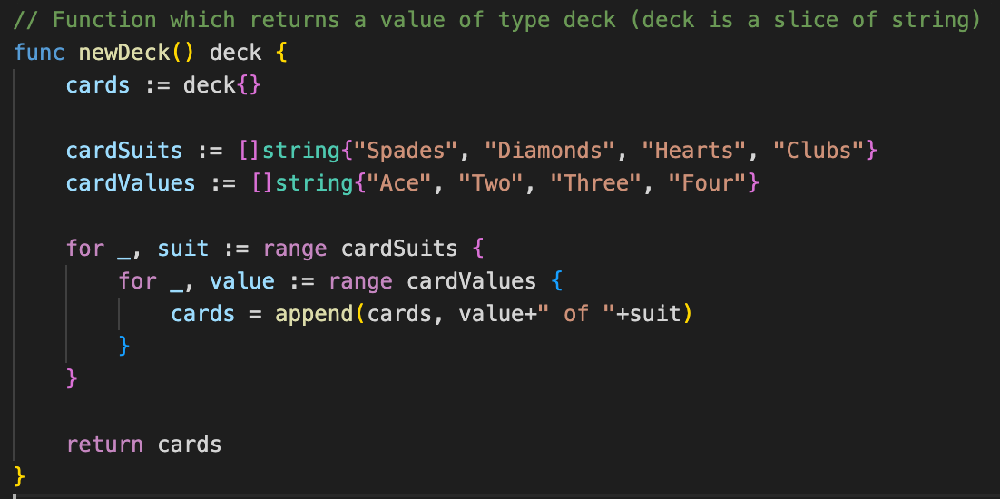 // Function which returns a value of type deck (deck is a slice of string)
func newDeck() deck {
    cards := deck{}

    cardSuits := []string{"Spades", "Diamonds", "Hearts", "Clubs"}
    cardValues := []string{"Ace", "Two", "Three", "Four"}

    for _, suit := range cardSuits {
        for _, value := range cardValues {
            cards = append(cards, value+" of "+suit)
        }
    }

    return cards
}